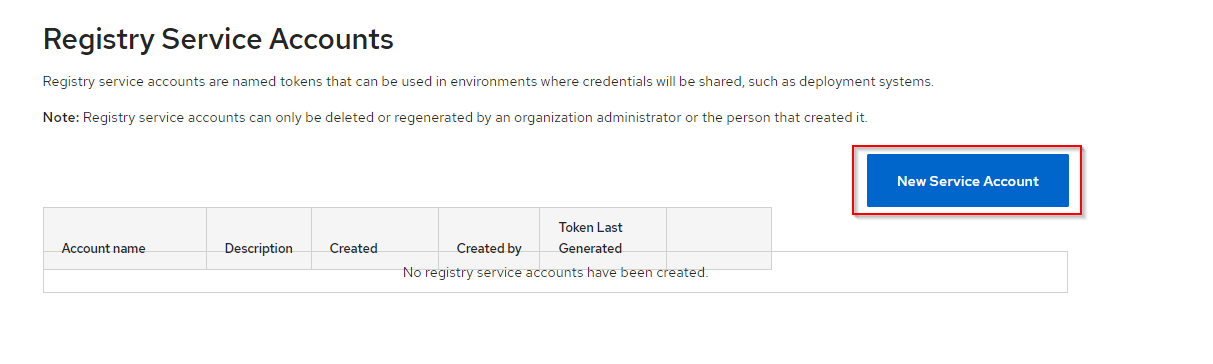 Registry Service Accounts
Registry service accounts are named tokens that can be used in environments where credentials will be shared, such as deployment systems.
Note: Registry service accounts can only be deleted or regenerated by an organization administrator or the person that created it.
New Service Account
Account name Description Created Created by Token Last Generated
No registry service accounts have been created.